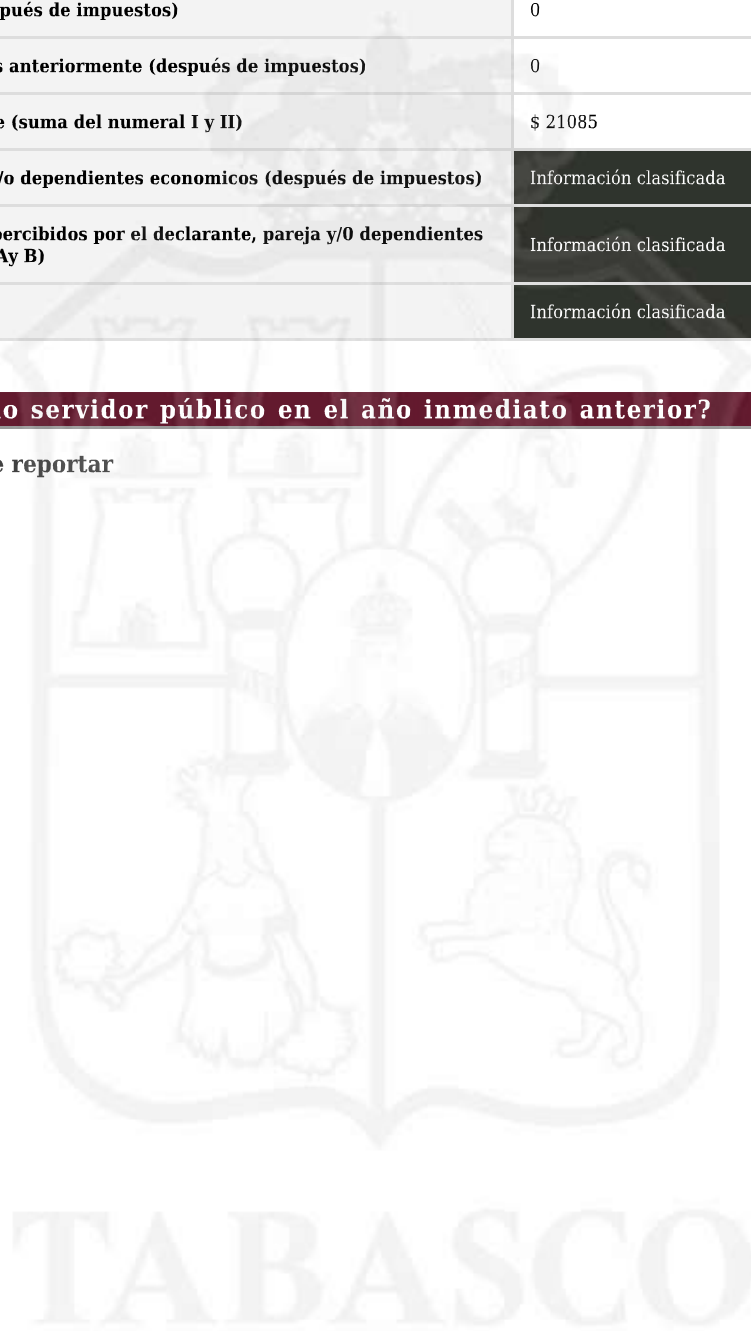 pués de impuestos)
0
s anteriormente (después de impuestos)
0
e (suma del numeral I y II)
$ 21085
/o dependientes economicos (después de impuestos)
Información clasificada
percibidos por el declarante, pareja y/0 dependientes
Ay B)
Información clasificada
Información clasificada
o servidor público en el año inmediato anterior?
e reportar
TABASCO